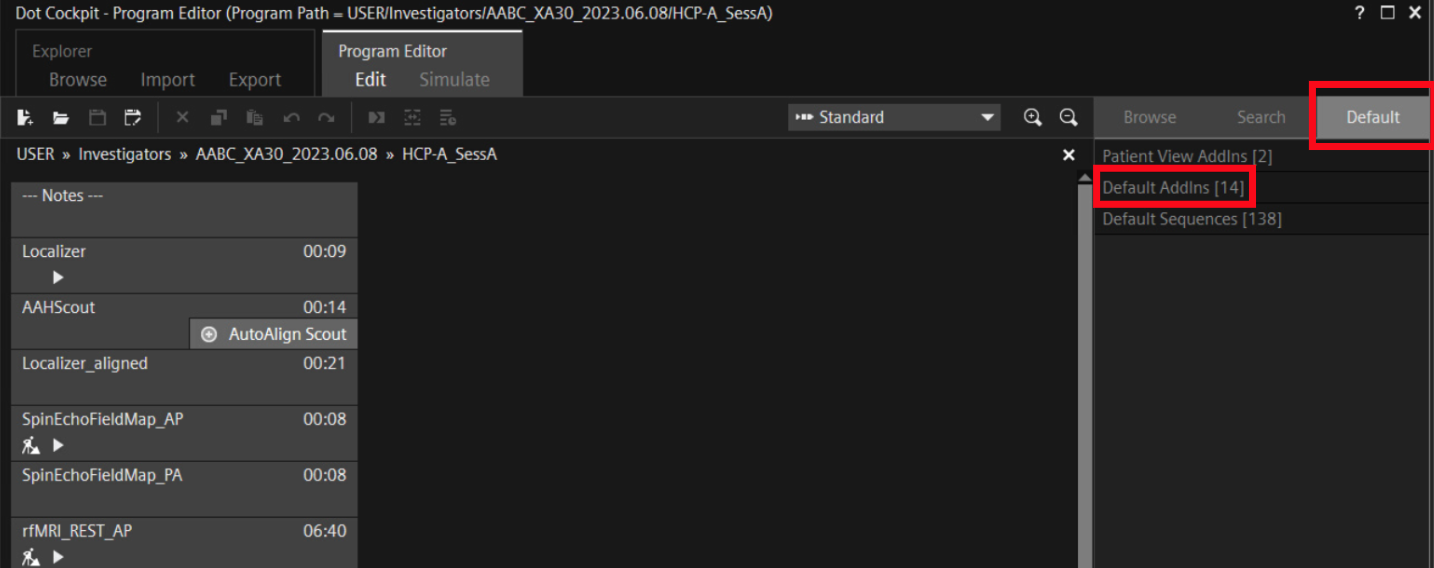 Dot Cockpit - Program Editor (Program Path = USER/Investigators/AABC_XA30_2023.06.08/HCP-A_SessA)
?
Explorer
Browse Import Export
Program Editor
Edit Simulate
Standard
Browse Search Default
USER » Investigators » AABC_XA30_2023.06.08 » HCP-A_SessA
Patient View AddIns [2]
Default AddIns [14]
Default Sequences [138]
--- Notes ---
Localizer 00:09
AAHScout 00:14
AutoAlign Scout
Localizer_aligned 00:21
SpinEchoFieldMap_AP 00:08
SpinEchoFieldMap_PA 00:08
rfMRI_REST_AP 06:40